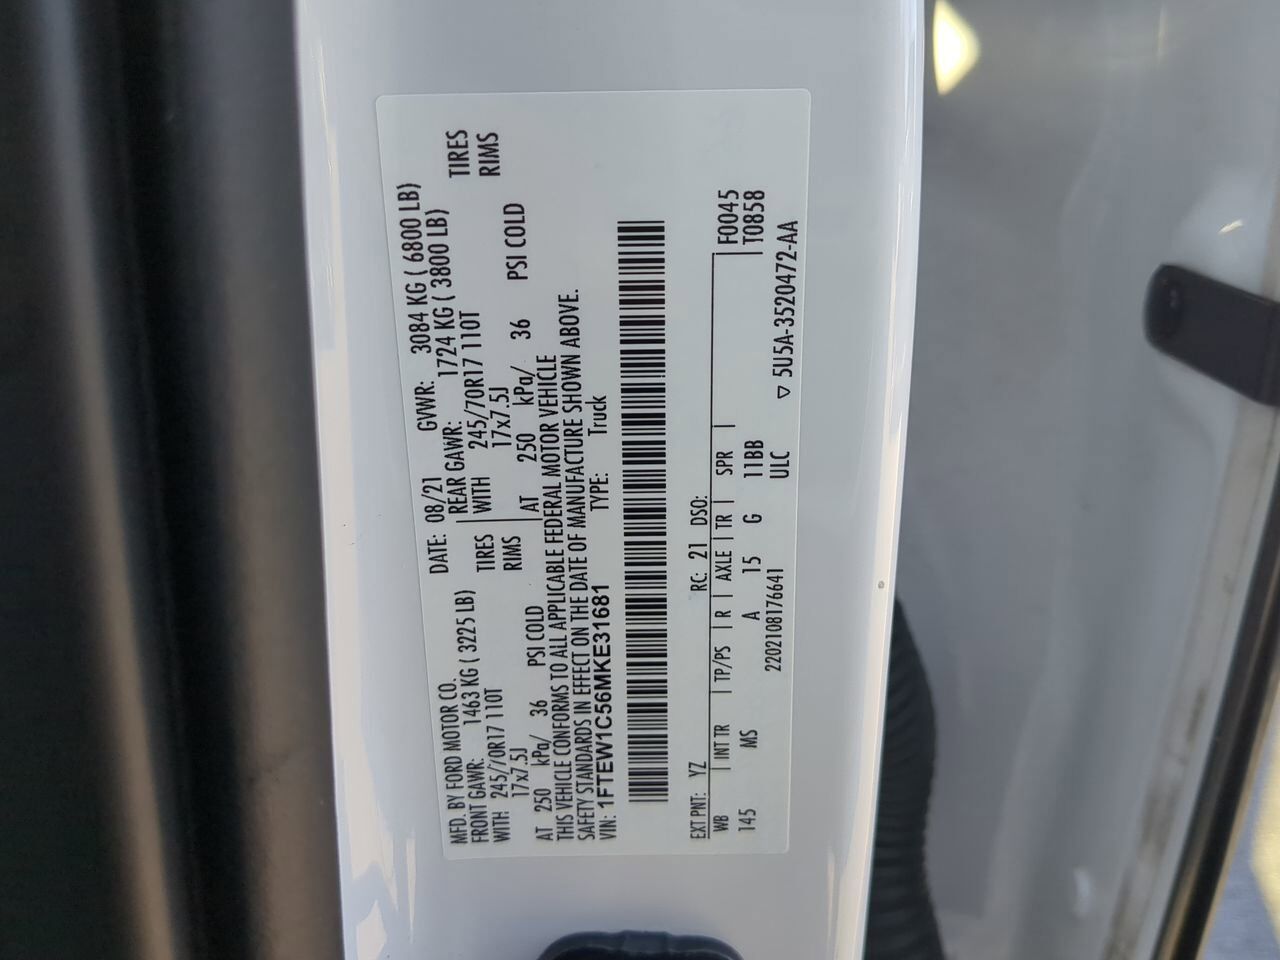 MFD. BY FORD MOTOR CO.
DATE: 08/21 GVWR: 3084 KG ( 6800 LB)
FRONT GAWR: 1463 KG ( 3225 LB) REAR GAWR: 1724 KG ( 3800 LB)
WITH 245/70R17 110T TIRES WITH 245/70R17 110T TIRES
17x7.5J RIMS 17x7.5J RIMS
AT 250 kPa/ 36 PSI COLD AT 250 kPa/ 36 PSI COLD
THIS VEHICLE CONFORMS TO ALL APPLICABLE FEDERAL MOTOR VEHICLE
SAFETY STANDARDS IN EFFECT ON THE DATE OF MANUFACTURE SHOWN ABOVE.
VIN: 1FTEW1C56MKE31681 TYPE: Truck
EXT PNT: YZ RC: 21 DSO: F0045
WB | INT TR | TP/PS | R | AXLE | TR | SPR | T0858
145 MS A 15 G 11BB
2202108176641 ULC ▽ 5U5A-3520472-AA